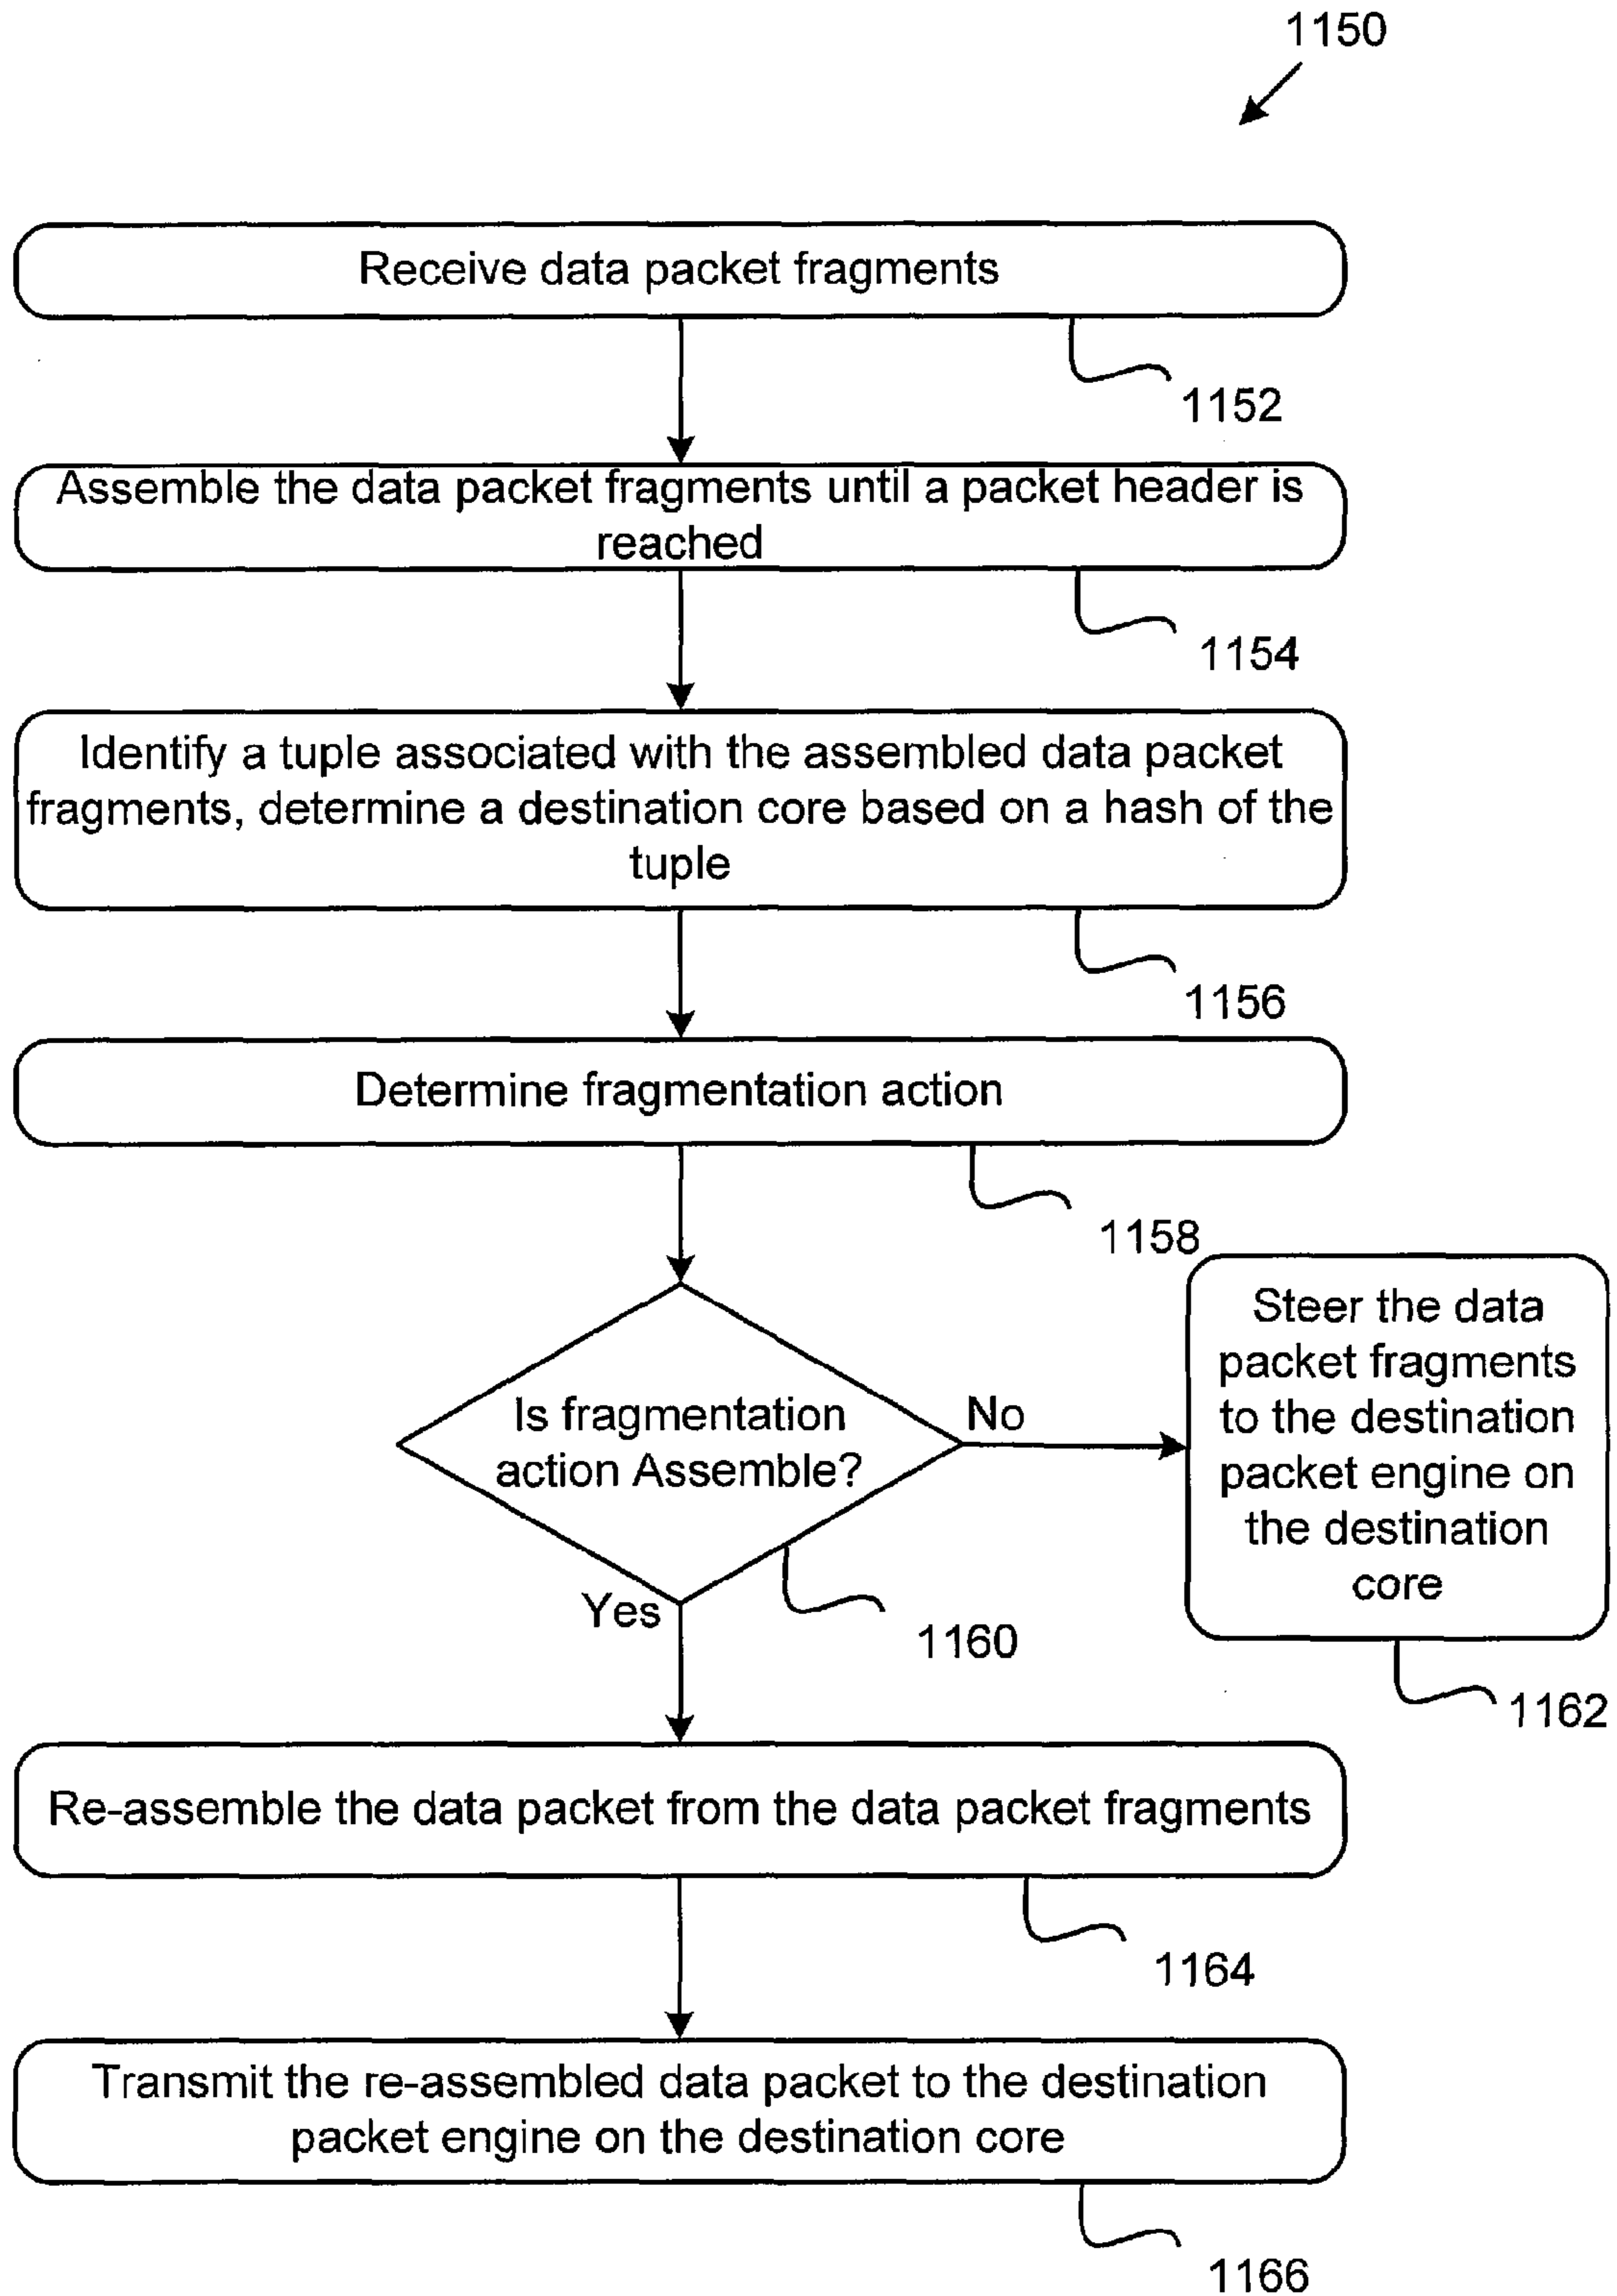 1150
Receive data packet fragments
1152
Assemble the data packet fragments until a packet header is
reached
1154
Identify a tuple associated with the assembled data packet
fragments, determine a destination core based on a hash of the
tuple
1156
Determine fragmentation action
1158
Is fragmentation
action Assemble?
No
Steer the data
packet fragments
to the destination
packet engine on
the destination
core
Yes
1160
1162
Re-assemble the data packet from the data packet fragments
1164
Transmit the re-assembled data packet to the destination
packet engine on the destination core
1166